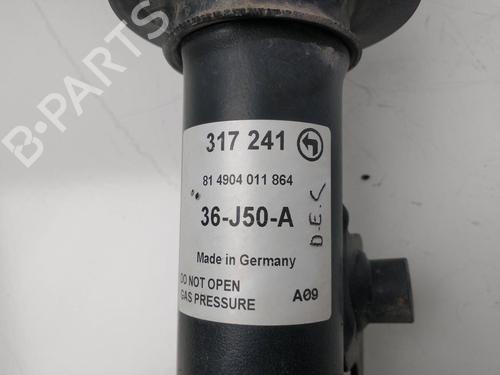 B-PARTS
317 241
81 4904 011 864
36-J50-A
D.E.C
Made in Germany
DO NOT OPEN
GAS PRESSURE
A09